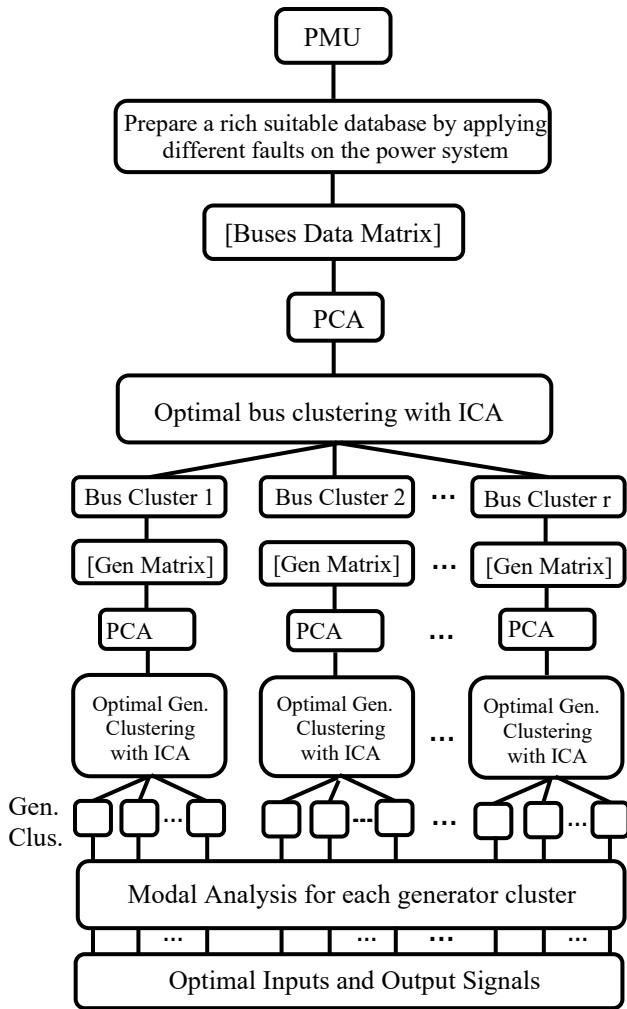 PMU
Prepare a rich suitable database by applying
different faults on the power system
[Buses Data Matrix]
PCA
Optimal bus clustering with ICA
Bus Cluster 1
Bus Cluster 2
...
Bus Cluster r
[Gen Matrix]
[Gen Matrix]
...
[Gen Matrix]
PCA
PCA
...
PCA
Optimal Gen.
Clustering
with ICA
Optimal Gen.
Clustering
with ICA
...
Optimal Gen.
Clustering
with ICA
Gen.
Clus.
...
---
...
...
Modal Analysis for each generator cluster
...
...
...
...
Optimal Inputs and Output Signals